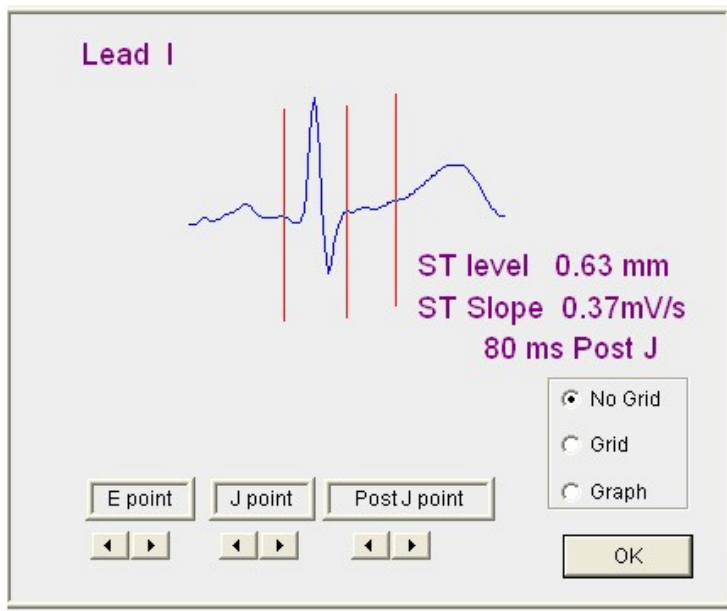 Lead I
ST level 0.63 mm
ST Slope 0.37mV/s
80 ms Post J
No Grid
Grid
Graph
E point
J point
Post J point
OK